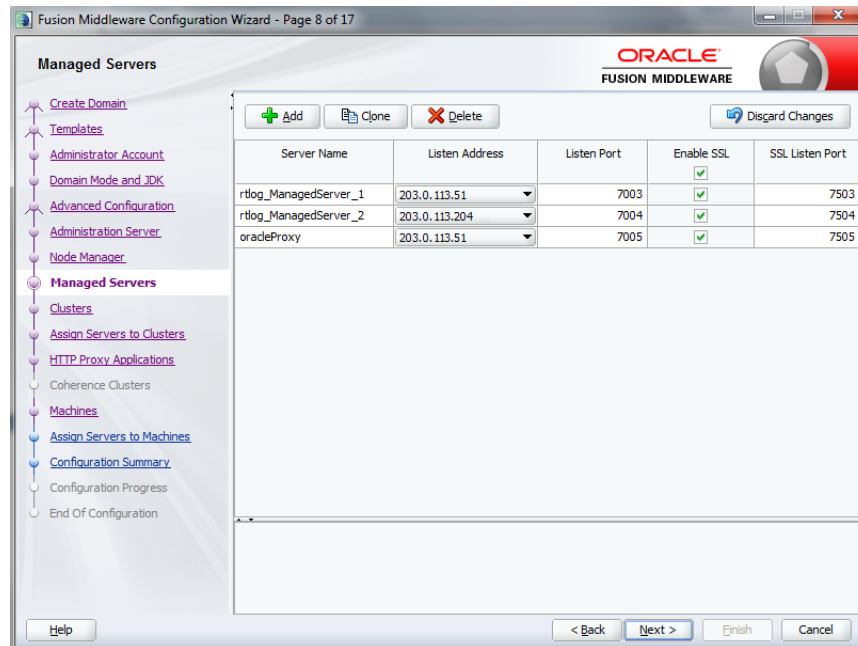 Fusion Middleware Configuration Wizard - Page 8 of 17
Managed Servers
ORACLE
FUSION MIDDLEWARE
Create Domain
Templates
Administrator Account
Domain Mode and JDK
Advanced Configuration
Administration Server
Node Manager
Managed Servers
Clusters
Assign Servers to Clusters
HTTP Proxy Applications
Coherence Clusters
Machines
Assign Servers to Machines
Configuration Summary
Configuration Progress
End Of Configuration
Add Clone Delete Discard Changes
Server Name Listen Address Listen Port Enable SSL SSL Listen Port
rtlog_ManagedServer_1 203.0.113.51 7003 7503
rtlog_ManagedServer_2 203.0.113.204 7004 7504
oracleProxy 203.0.113.51 7005 7505
Help < Back Next > Finish Cancel